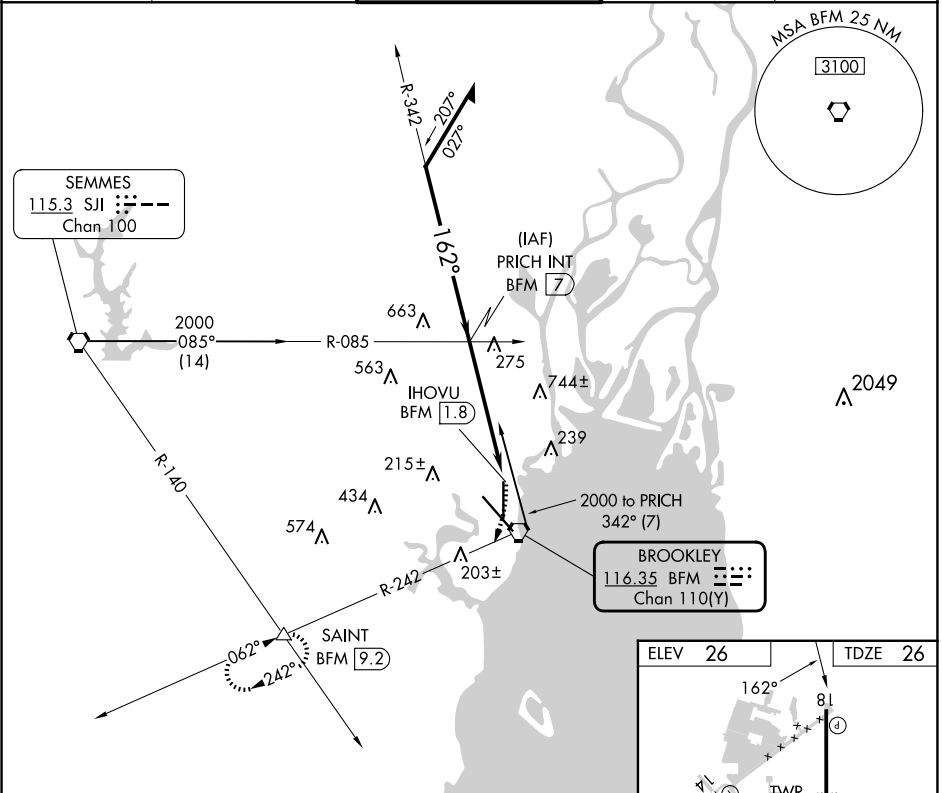 MSA BFM 25 NM
3100
R-342
207°
027°
SEMMES
115.3 SJI
Chan 100
162°
(IAF)
PRICH INT
BFM 7
2000
085°
(14)
R-085
663
275
563
744±
2049
IHOVU
BFM 1.8
239
215±
434
574
R-140
2000 to PRICH
342° (7)
203±
R-242
BROOKLEY
116.35 BFM
Chan 110(Y)
SAINT
BFM 9.2
062°
242°
ELEV 26
TDZE 26
162°
18
P
14
TWR